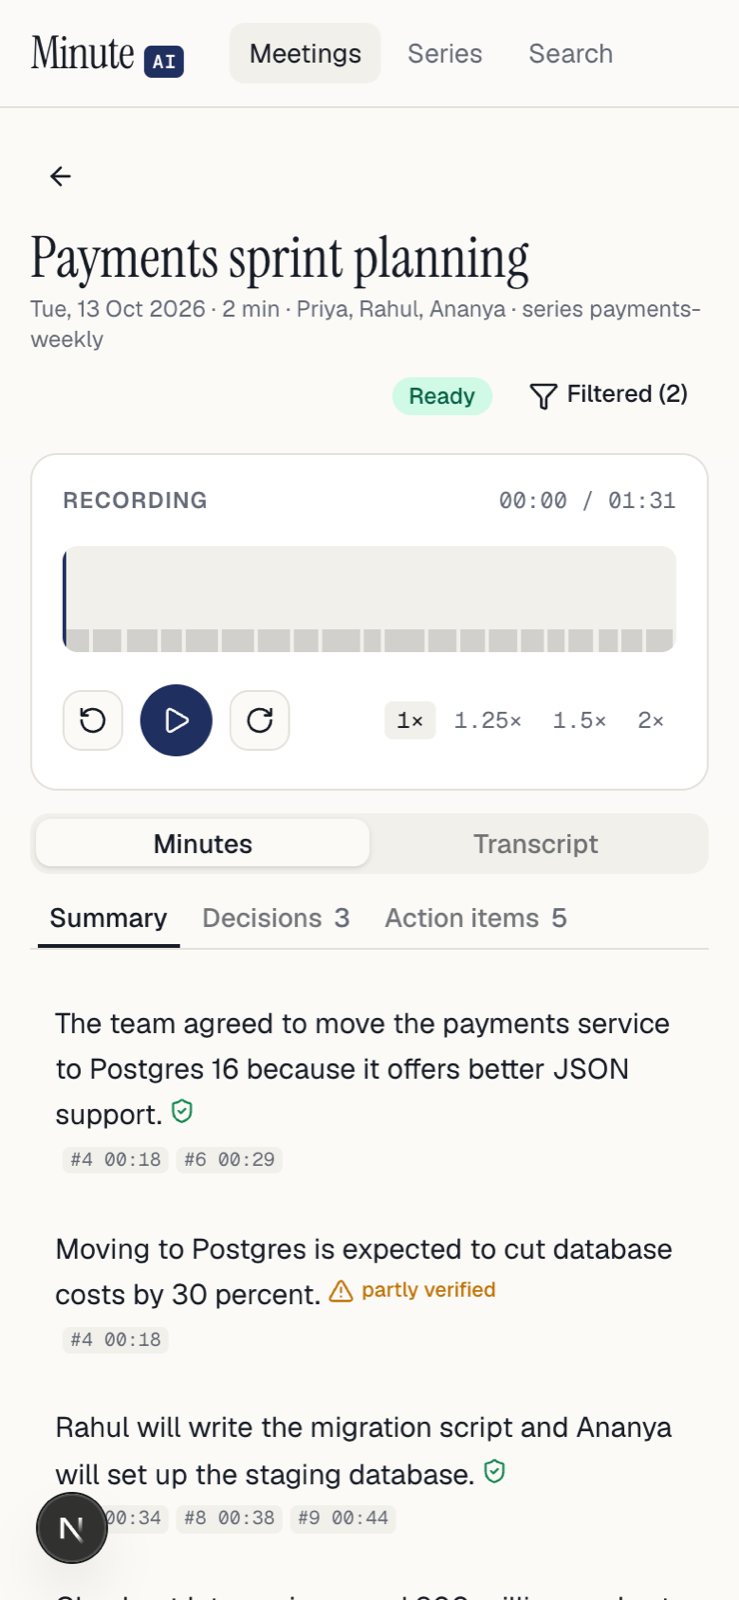 Minute AI Meetings Series Search
Payments sprint planning
Tue, 13 Oct 2026 · 2 min · Priya, Rahul, Ananya · series payments-
weekly
Ready Filtered (2)
RECORDING 00:00 / 01:31
1× 1.25× 1.5× 2×
Minutes Transcript
Summary Decisions 3 Action items 5
The team agreed to move the payments service
to Postgres 16 because it offers better JSON
support.
#4 00:18 #6 00:29
Moving to Postgres is expected to cut database
costs by 30 percent. partly verified
#4 00:18
Rahul will write the migration script and Ananya
will set up the staging database.
N 00:34 #8 00:38 #9 00:44